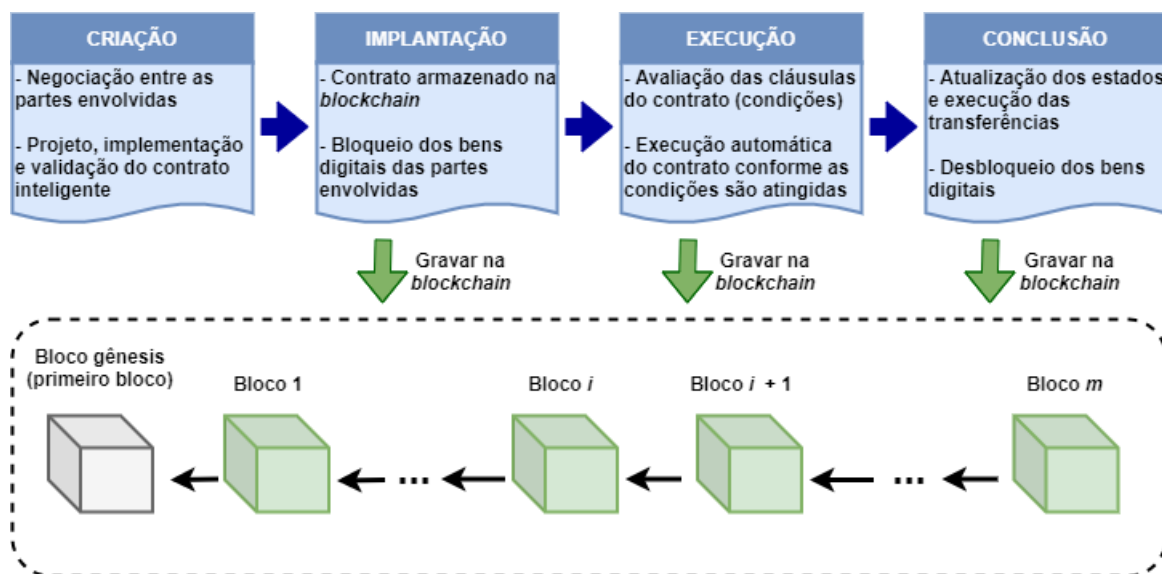 CRIAÇÃO
- Negociação entre as
partes envolvidas
- Projeto, implementação
e validação do contrato
inteligente
IMPLANTAÇÃO
- Contrato armazenado na
blockchain
- Bloqueio dos bens
digitais das partes
envolvidas
EXECUÇÃO
- Avaliação das cláusulas
do contrato (condições)
- Execução automática
do contrato conforme as
condições são atingidas
CONCLUSÃO
- Atualização dos estados
e execução das
transferências
- Desbloqueio dos bens
digitais
Gravar na
blockchain
Gravar na
blockchain
Gravar na
blockchain
Bloco gênesis
(primeiro bloco)
Bloco 1
...
Bloco i
Bloco i + 1
...
Bloco m